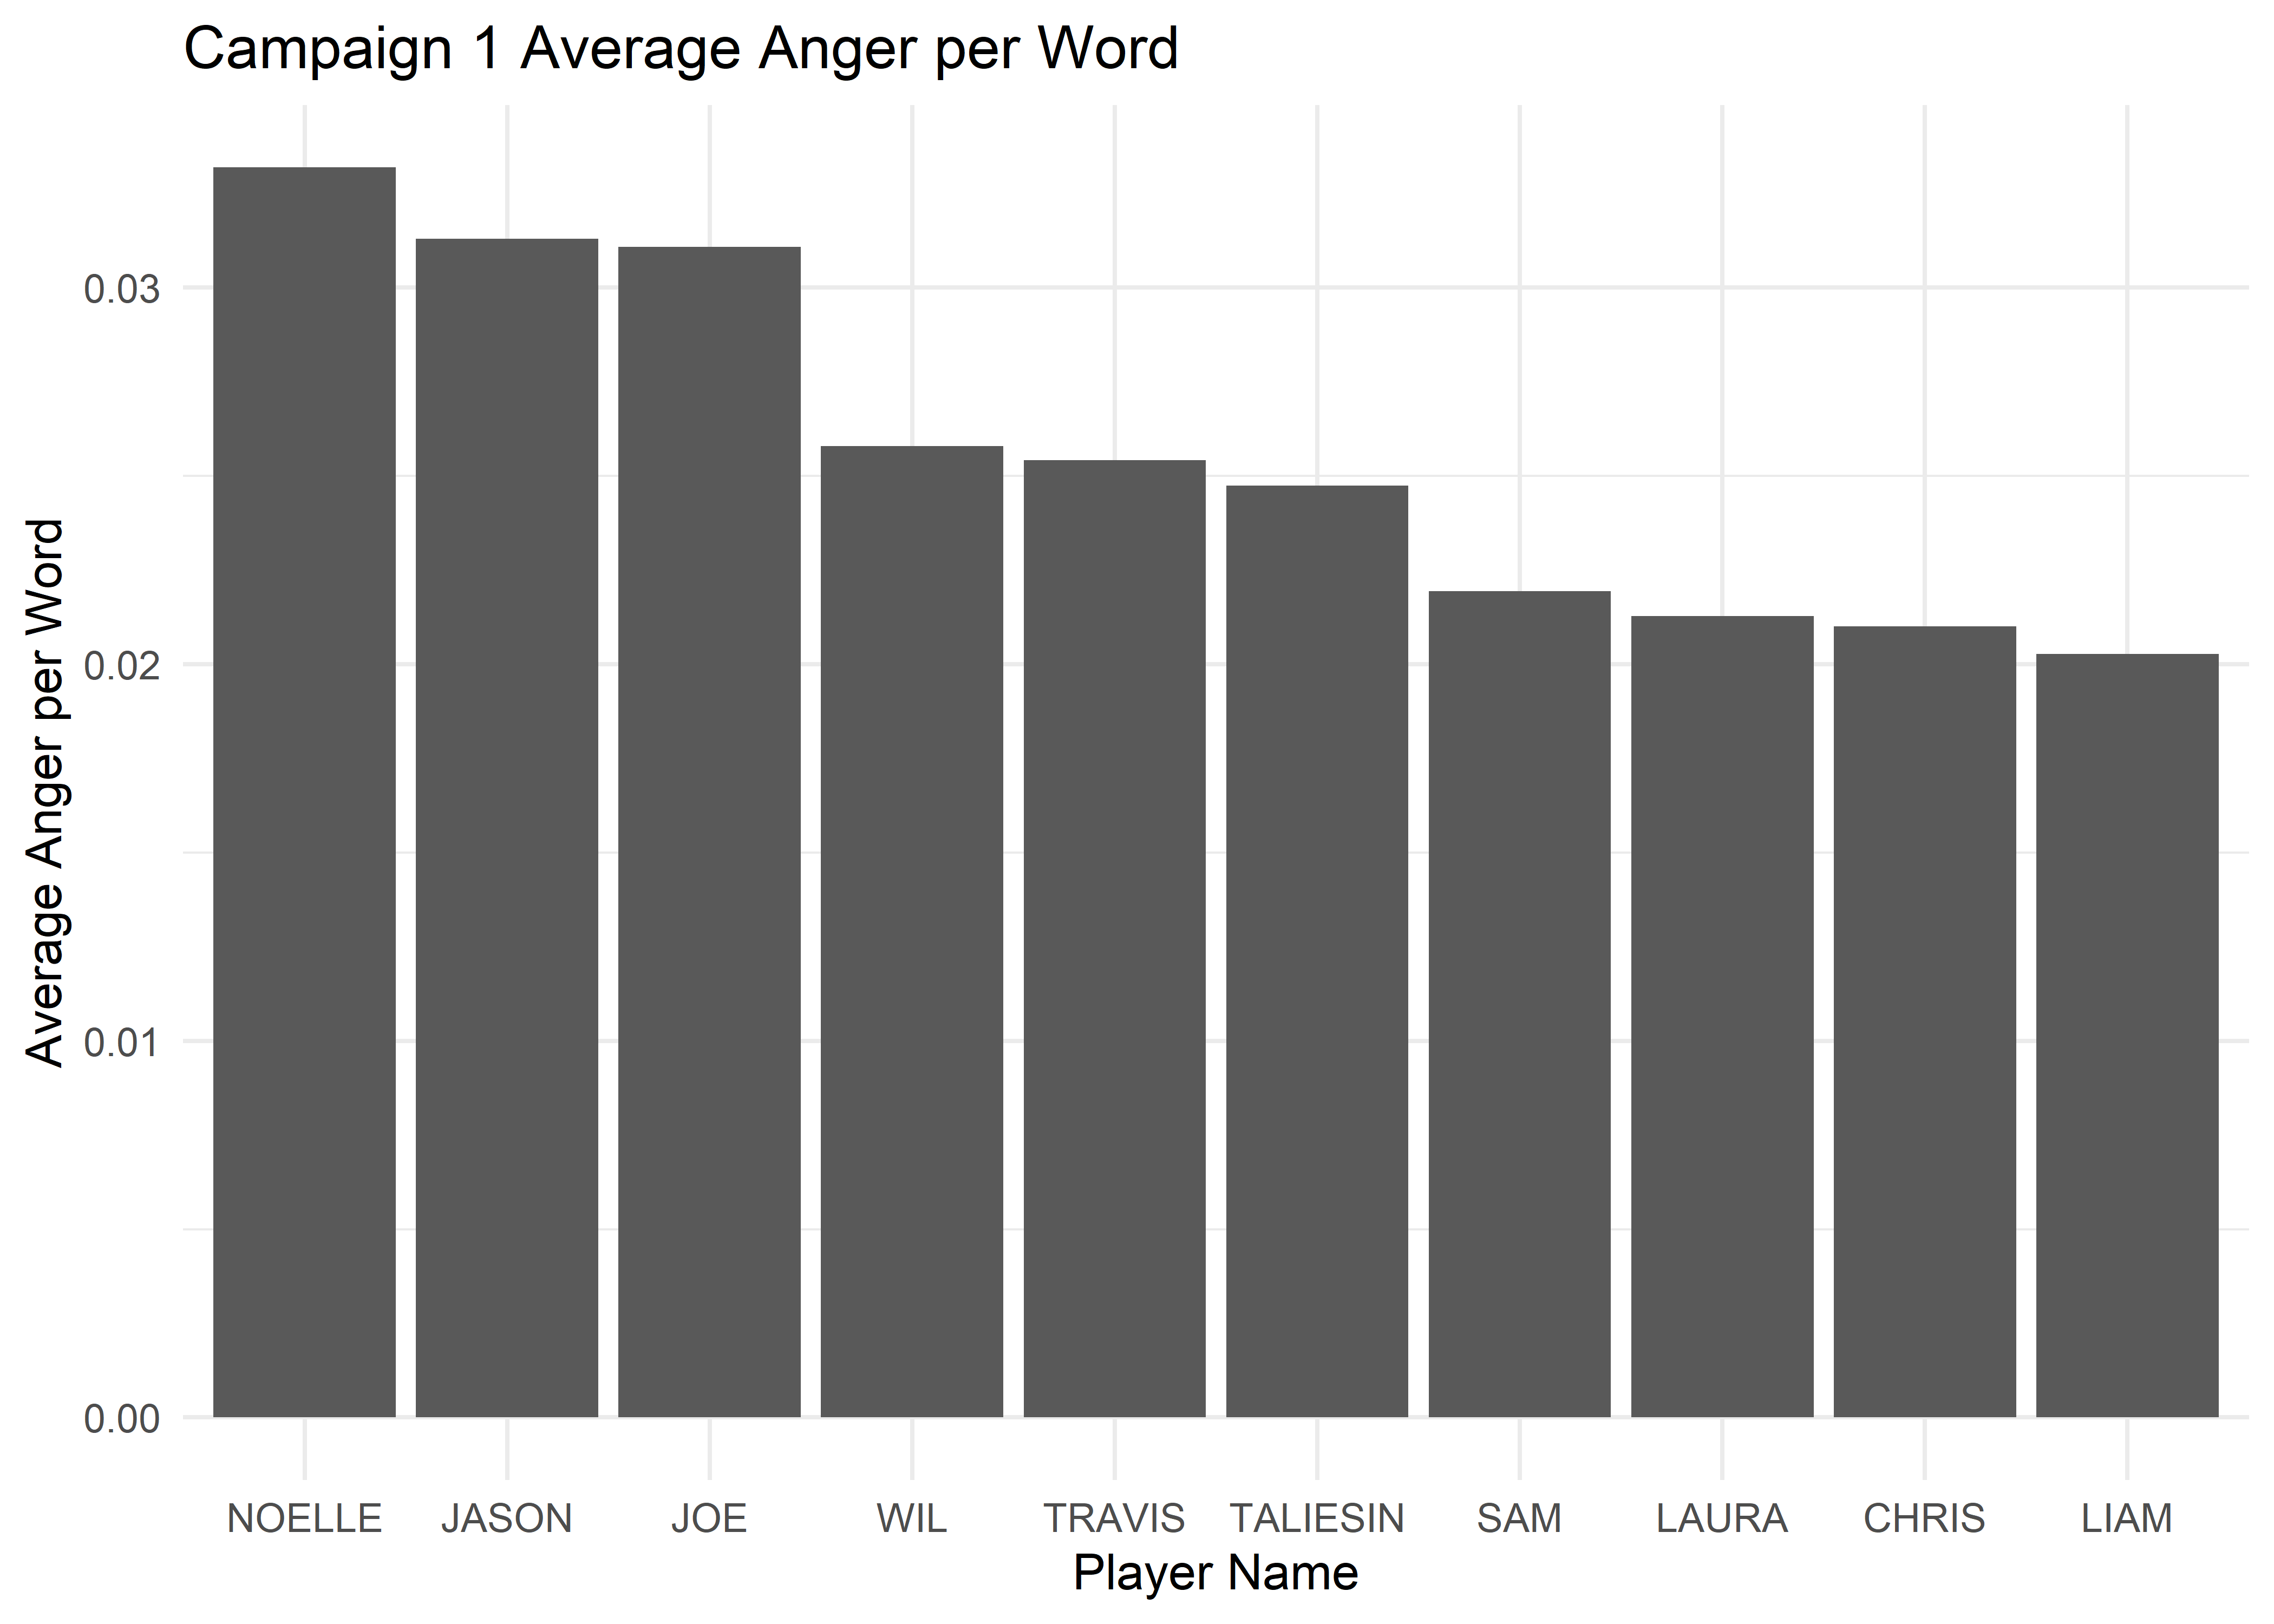 Campaign 1 Average Anger per Word
Average Anger per Word
0.03
0.02
0.01
0.00
NOELLE JASON JOE WIL TRAVIS TALIESIN SAM LAURA CHRIS LIAM
Player Name